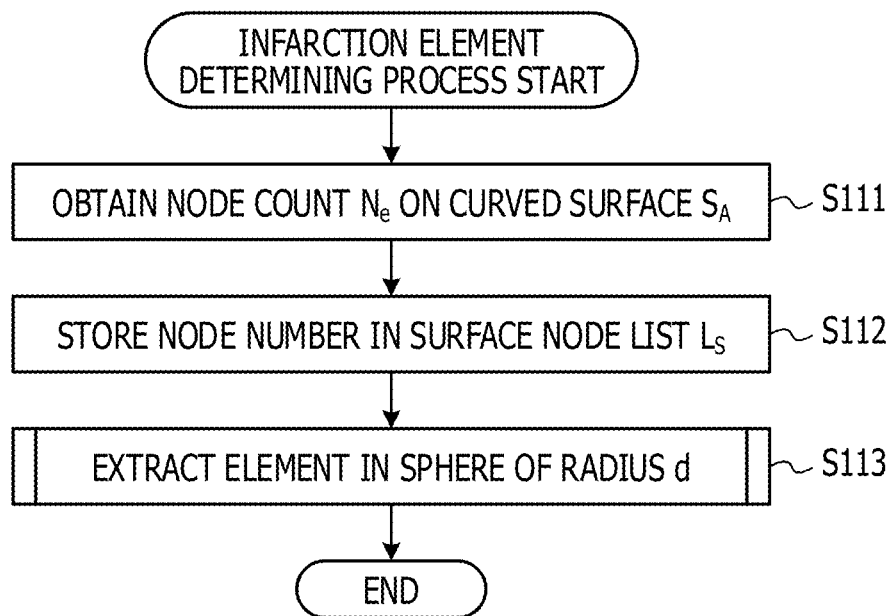 INFARCTION ELEMENT
DETERMINING PROCESS START
OBTAIN NODE COUNT Ne ON CURVED SURFACE SA
S111
STORE NODE NUMBER IN SURFACE NODE LIST LS
S112
EXTRACT ELEMENT IN SPHERE OF RADIUS d
S113
END